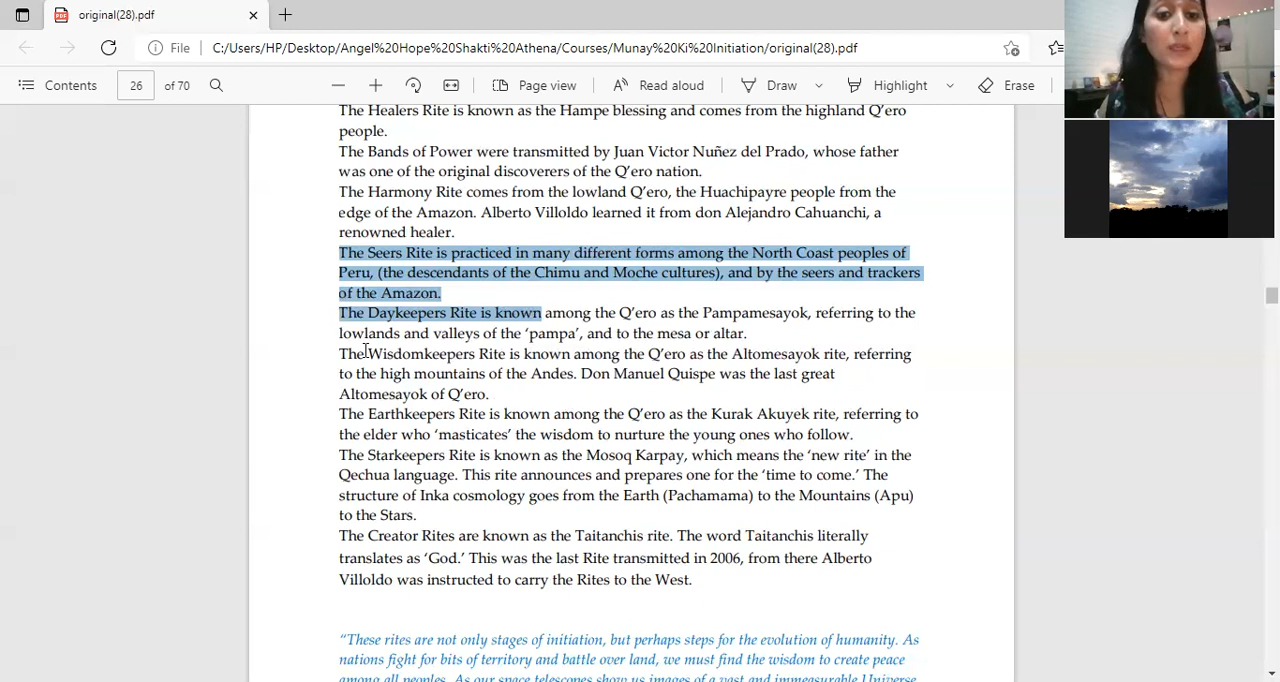 original(28).pdf
File C:/Users/HP/Desktop/Angel%20Hope%20Shakti%20Athena/Courses/Munay%20Ki%20Initiation/original(28).pdf
Contents 26 of 70 Page view Read aloud Draw Highlight Erase
The Healers Rite is known as the Hampe blessing and comes from the highland Q’ero
people.
The Bands of Power were transmitted by Juan Victor Nuñez del Prado, whose father
was one of the original discoverers of the Q’ero nation.
The Harmony Rite comes from the lowland Q’ero, the Huachipayre people from the
edge of the Amazon. Alberto Villoldo learned it from don Alejandro Cahuanchi, a
renowned healer.
The Seers Rite is practiced in many different forms among the North Coast peoples of
Peru, (the descendants of the Chimu and Moche cultures), and by the seers and trackers
of the Amazon.
The Daykeepers Rite is known among the Q’ero as the Pampamesayok, referring to the
lowlands and valleys of the ‘pampa’, and to the mesa or altar.
The Wisdomkeepers Rite is known among the Q’ero as the Altomesayok rite, referring
to the high mountains of the Andes. Don Manuel Quispe was the last great
Altomesayok of Q’ero.
The Earthkeepers Rite is known among the Q’ero as the Kurak Akuyek rite, referring to
the elder who ‘masticates’ the wisdom to nurture the young ones who follow.
The Starkeepers Rite is known as the Mosoq Karpay, which means the ‘new rite’ in the
Qechua language. This rite announces and prepares one for the ‘time to come.’ The
structure of Inka cosmology goes from the Earth (Pachamama) to the Mountains (Apu)
to the Stars.
The Creator Rites are known as the Taitanchis rite. The word Taitanchis literally
translates as ‘God.’ This was the last Rite transmitted in 2006, from there Alberto
Villoldo was instructed to carry the Rites to the West.
“These rites are not only stages of initiation, but perhaps steps for the evolution of humanity. As
nations fight for bits of territory and battle over land, we must find the wisdom to create peace
among all peoples. As our space telescopes show us images of a vast and immeasurable Universe